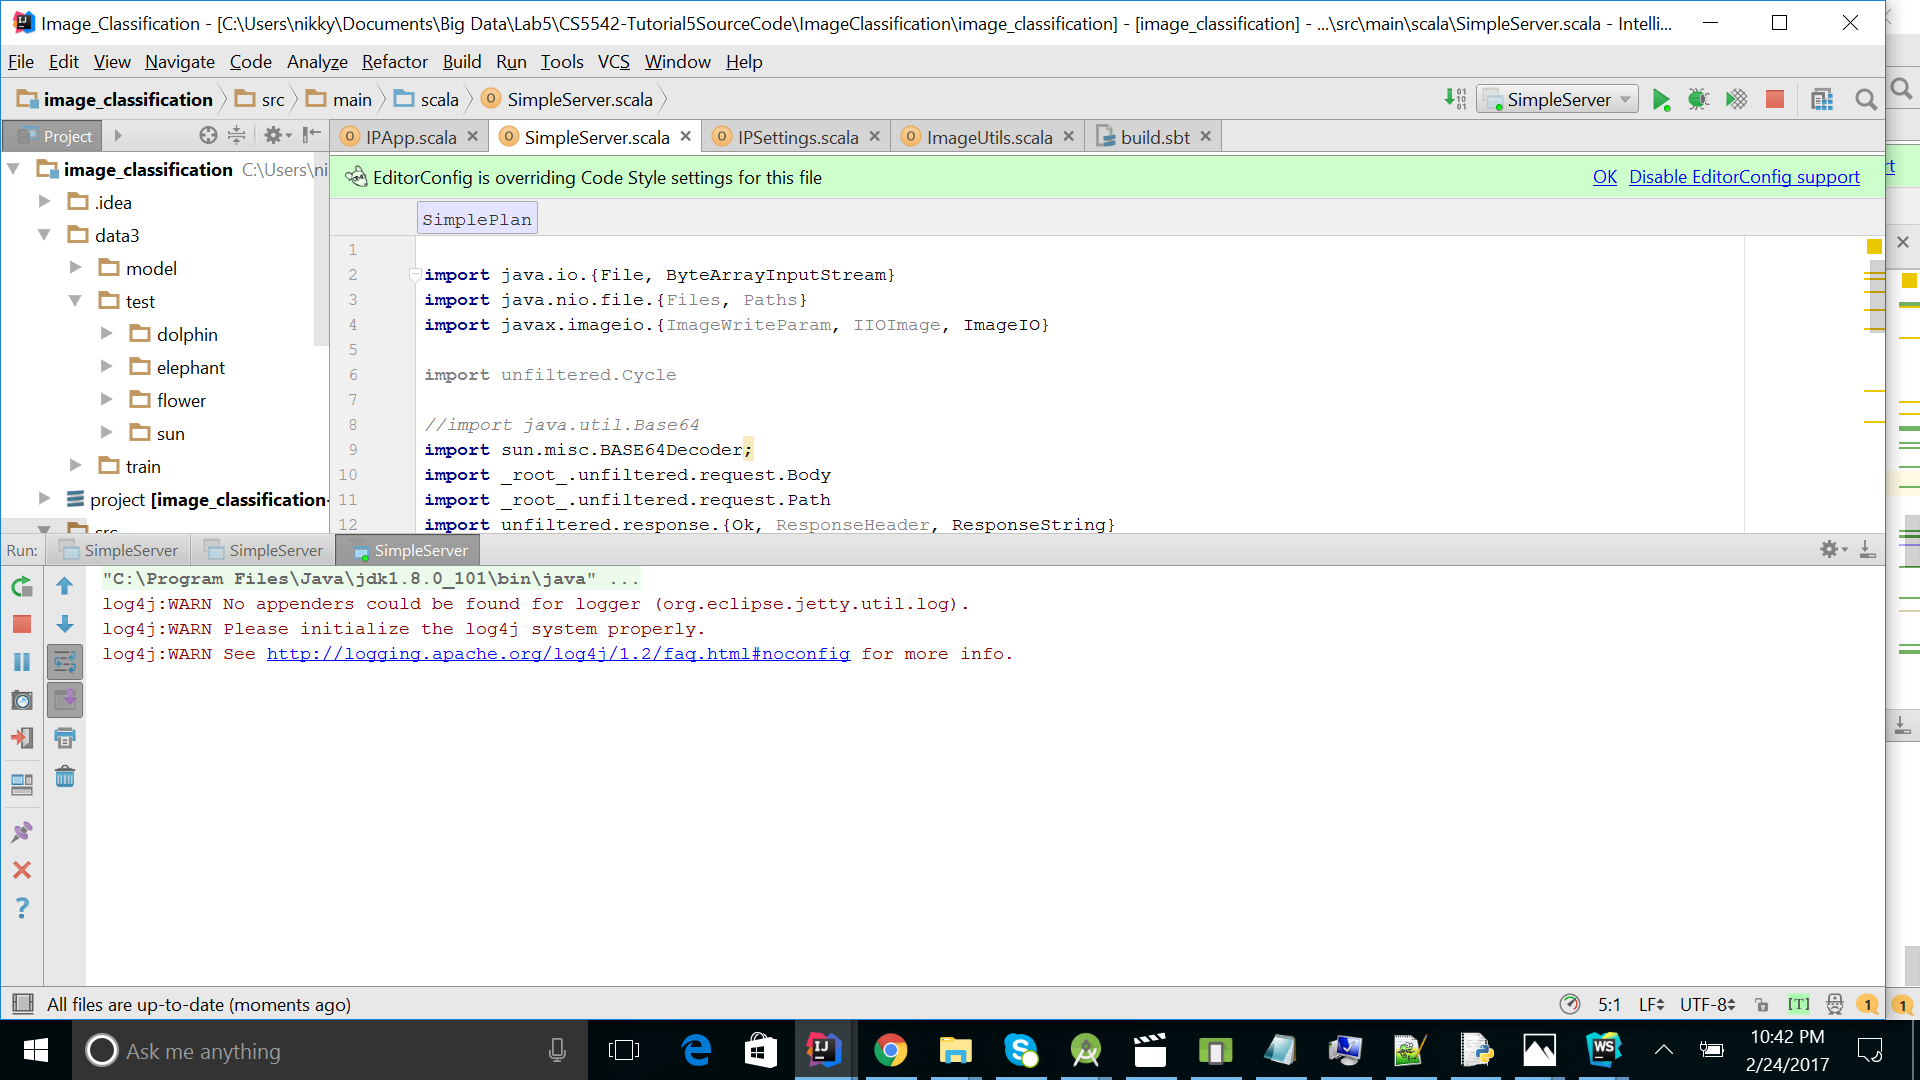 Image_Classification - [C:\Users\nikky\Documents\Big Data\Lab5\CS5542-Tutorial5SourceCode\ImageClassification\image_classification] - [image_classification] - ...\src\main\scala\SimpleServer.scala - Intelli...
File Edit View Navigate Code Analyze Refactor Build Run Tools VCS Window Help
image_classification src main scala SimpleServer.scala SimpleServer
Project IPApp.scala SimpleServer.scala IPSettings.scala ImageUtils.scala build.sbt
image_classification C:\Users\ni
.idea
data3
model
test
dolphin
elephant
flower
sun
train
project [image_classification-
src
EditorConfig is overriding Code Style settings for this file OK Disable EditorConfig support
SimplePlan
1
2 import java.io.{File, ByteArrayInputStream}
3 import java.nio.file.{Files, Paths}
4 import javax.imageio.{ImageWriteParam, IIOImage, ImageIO}
5
6 import unfiltered.Cycle
7
8 //import java.util.Base64
9 import sun.misc.BASE64Decoder;
10 import _root_.unfiltered.request.Body
11 import _root_.unfiltered.request.Path
12 import unfiltered.response.{Ok, ResponseHeader, ResponseString}
Run: SimpleServer SimpleServer SimpleServer
"C:\Program Files\Java\jdk1.8.0_101\bin\java" ...
log4j:WARN No appenders could be found for logger (org.eclipse.jetty.util.log).
log4j:WARN Please initialize the log4j system properly.
log4j:WARN See http://logging.apache.org/log4j/1.2/faq.html#noconfig for more info.
All files are up-to-date (moments ago) 5:1 LF UTF-8 [T] 1 1
Ask me anything
10:42 PM
2/24/2017